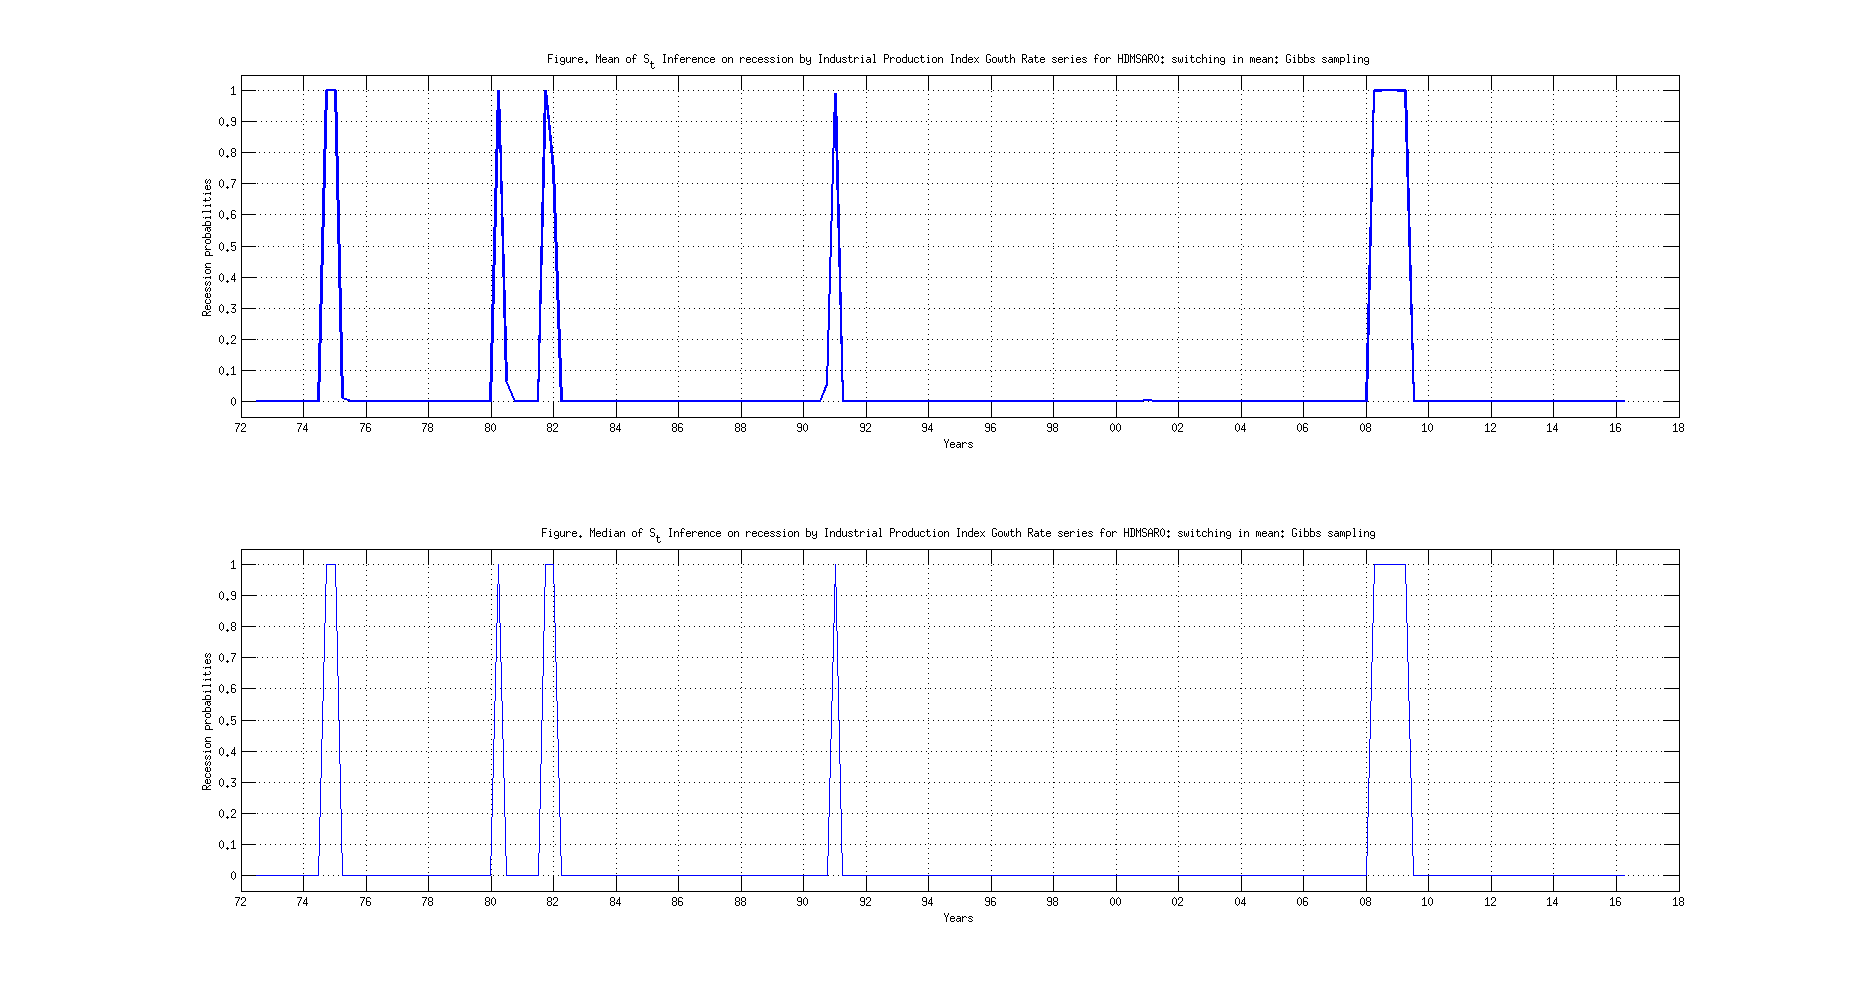 Figure. Mean of St Inference on recession by Industrial Production Index Gowth Rate series for HDMSAR0: switching in mean: Gibbs sampling
1
0.9
0.8
0.7
0.6
0.5
0.4
0.3
0.2
0.1
0
Recession probabilities
72 74 76 78 80 82 84 86 88 90 92 94 96 98 00 02 04 06 08 10 12 14 16 18
Years
Figure. Median of St Inference on recession by Industrial Production Index Gowth Rate series for HDMSAR0: switching in mean: Gibbs sampling
1
0.9
0.8
0.7
0.6
0.5
0.4
0.3
0.2
0.1
0
Recession probabilities
72 74 76 78 80 82 84 86 88 90 92 94 96 98 00 02 04 06 08 10 12 14 16 18
Years